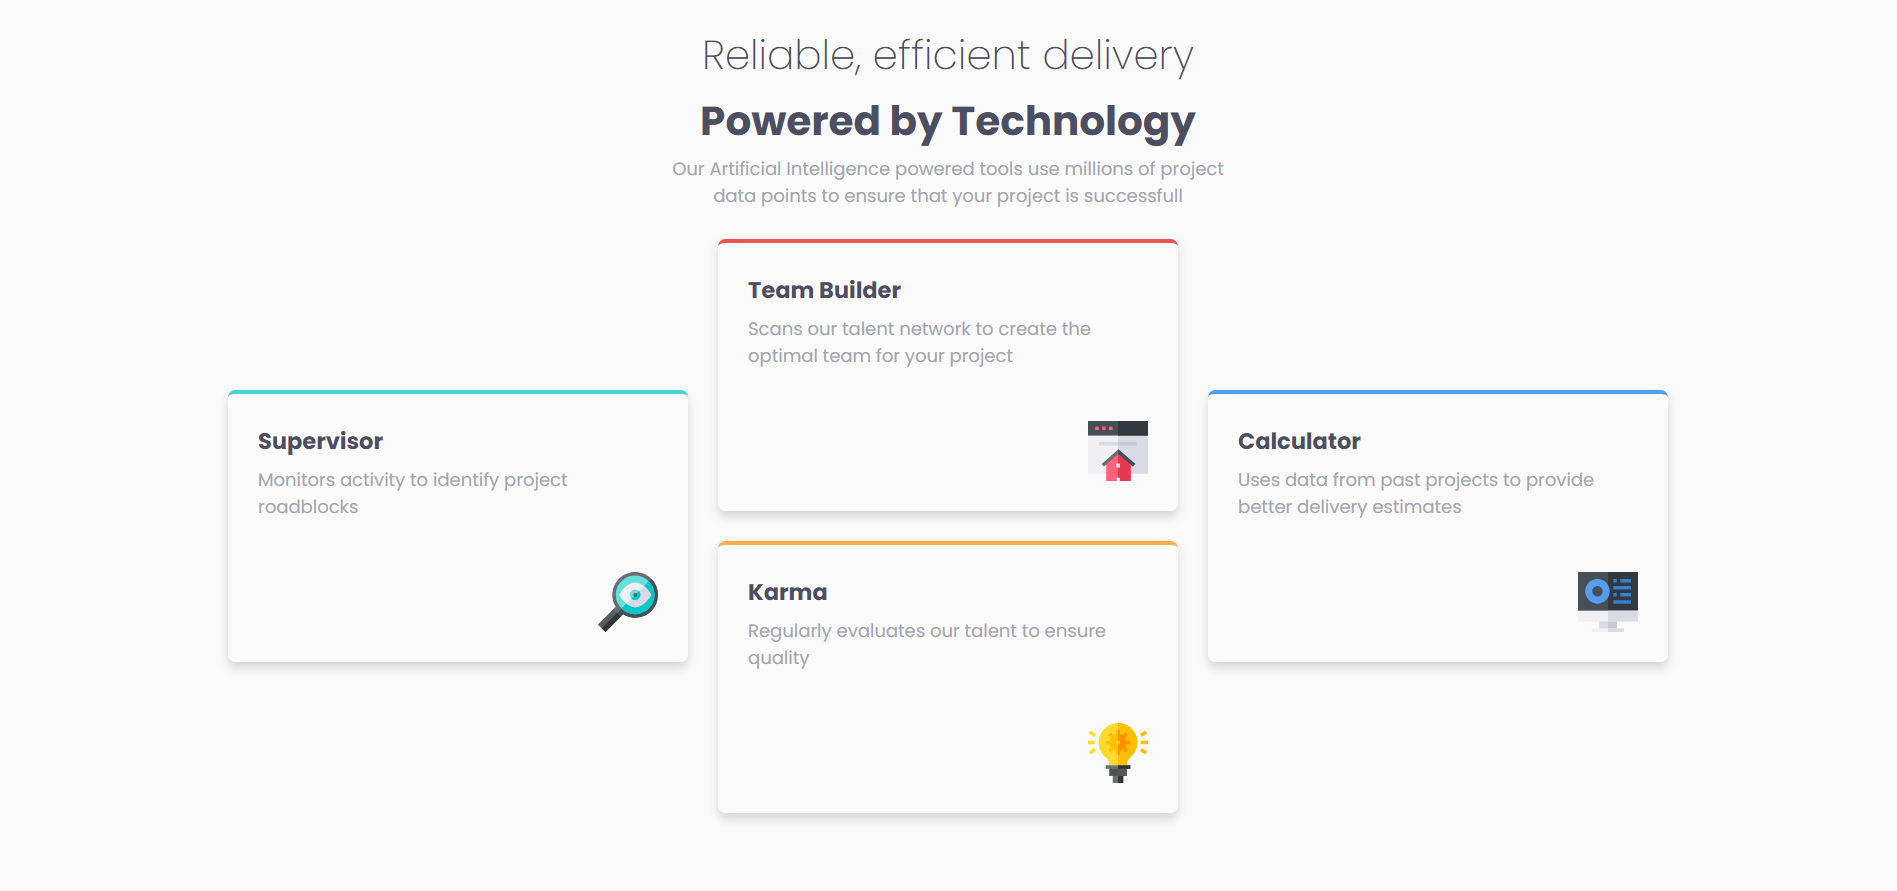 Reliable, efficient delivery
Powered by Technology
Our Artificial Intelligence powered tools use millions of project
data points to ensure that your project is successfull
Supervisor
Monitors activity to identify project
roadblocks
Team Builder
Scans our talent network to create the
optimal team for your project
Karma
Regularly evaluates our talent to ensure
quality
Calculator
Uses data from past projects to provide
better delivery estimates